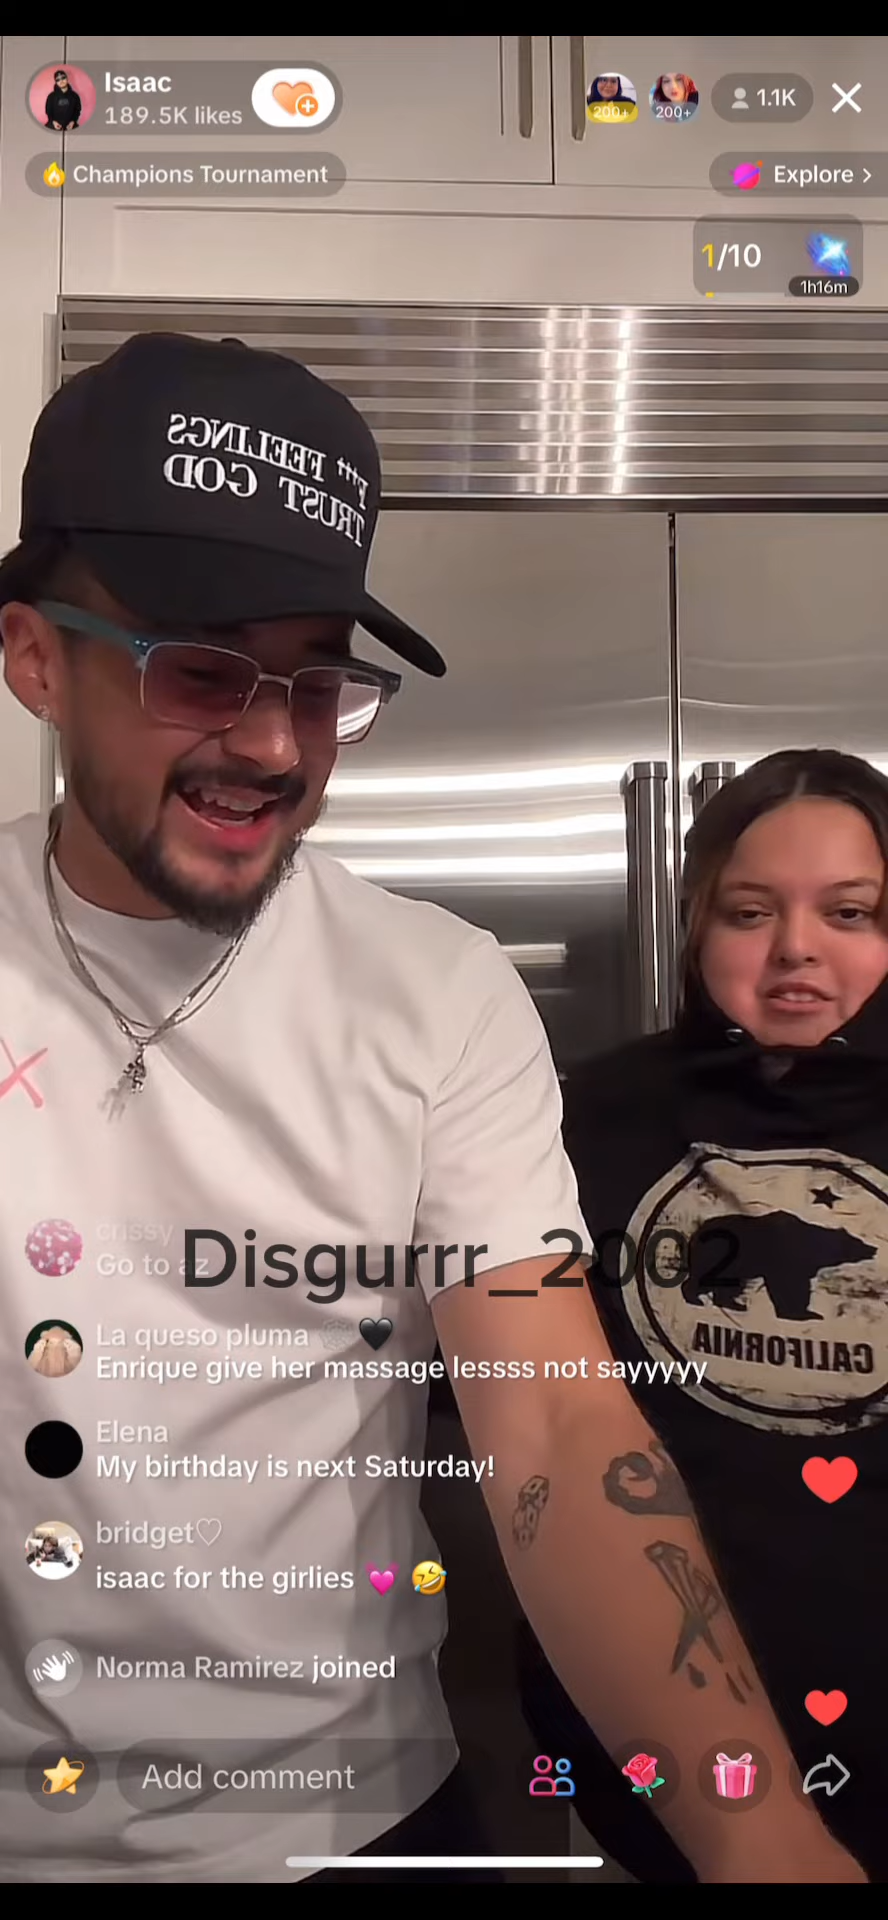 Isaac
189.5K likes
200+
200+
1.1K
Champions Tournament
Explore
1/10
1h16m
F*** FEELINGS
TRUST GOD
crissy
Go to az
Disgurrr_2002
La queso pluma 🕸️🖤
Enrique give her massage lessss not sayyyyy
CALIFORNIA
Elena
My birthday is next Saturday!
bridget♡
isaac for the girlies 💓 🤣
Norma Ramirez joined
Add comment